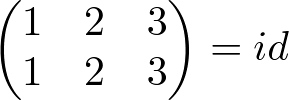 (1 2 3
1 2 3) = id